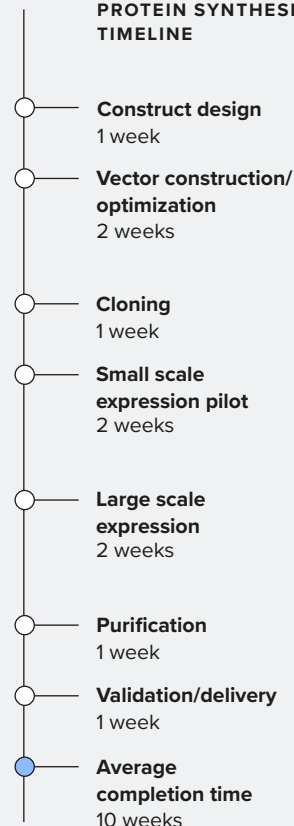 PROTEIN SYNTHESI
TIMELINE
Construct design
1 week
Vector construction/
optimization
2 weeks
Cloning
1 week
Small scale
expression pilot
2 weeks
Large scale
expression
2 weeks
Purification
1 week
Validation/delivery
1 week
Average
completion time
10 weeks